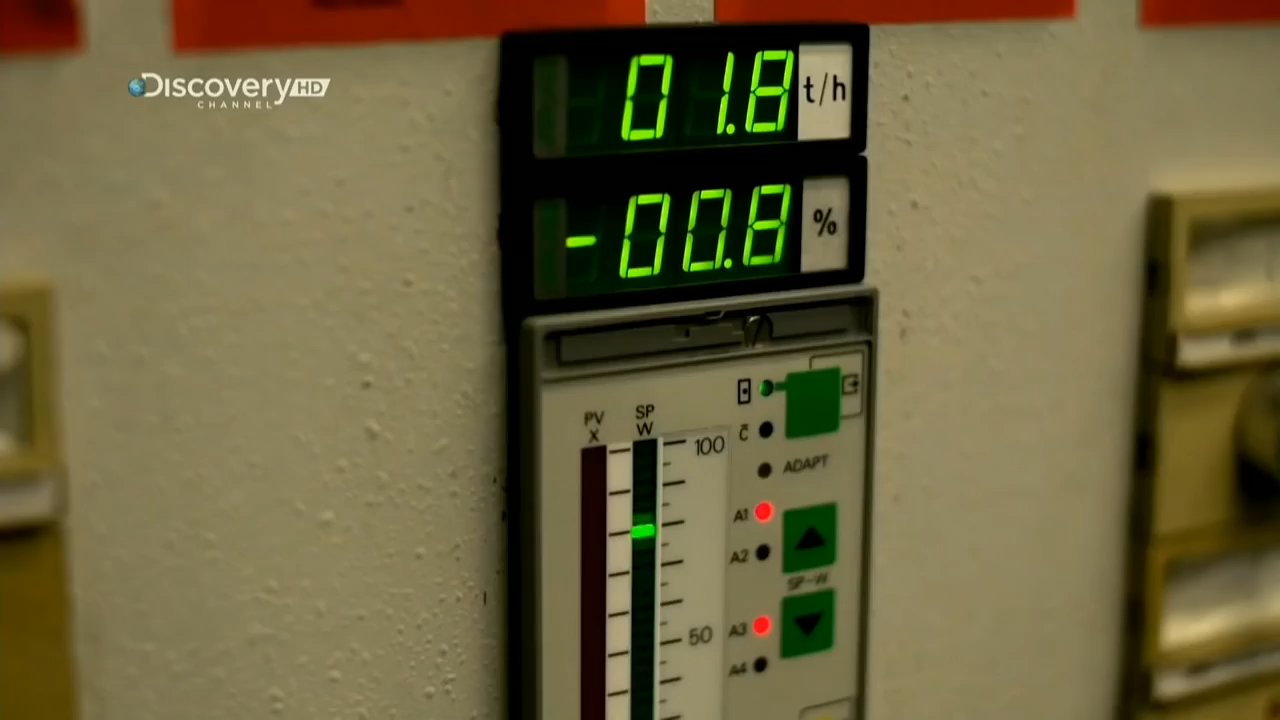 Discovery HD
CHANNEL
01.8 t/h
-00.8 %
PV
X
SP
W
100
c̄
ADAPT
A1
A2
SP-W
50
A3
A4